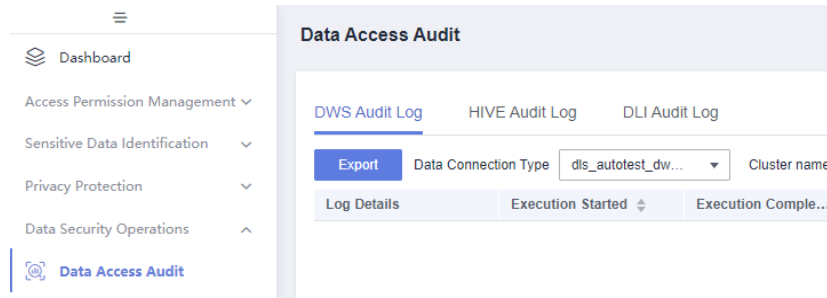 Dashboard
Access Permission Management
Sensitive Data Identification
Privacy Protection
Data Security Operations
Data Access Audit
Data Access Audit
DWS Audit Log HIVE Audit Log DLI Audit Log
Export Data Connection Type dls_autotest_dw... Cluster name
Log Details Execution Started Execution Comple...